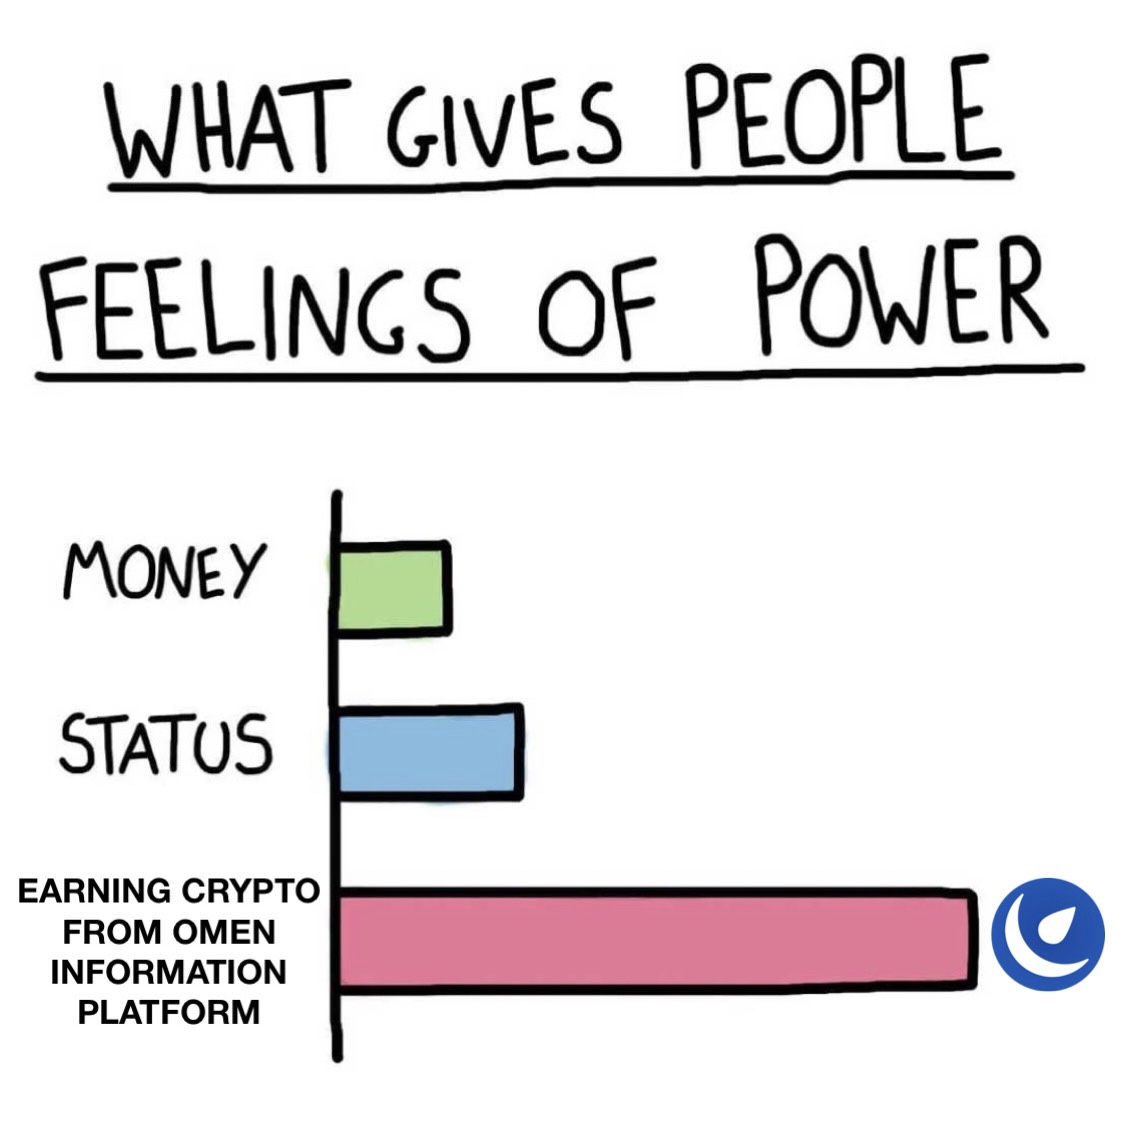 WHAT GIVES PEOPLE
FEELINGS OF POWER
MONEY
STATUS
EARNING CRYPTO
FROM OMEN
INFORMATION
PLATFORM